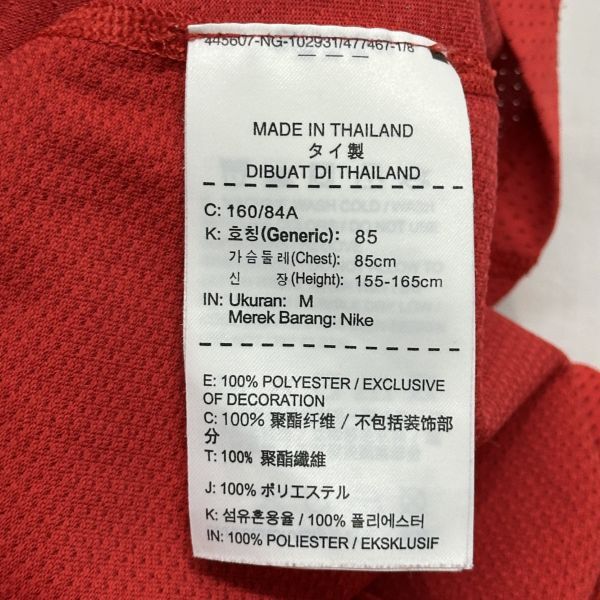 445607-NG-102931/477467-1/8
MADE IN THAILAND
タイ製
DIBUAT DI THAILAND
C: 160/84A
K: 호칭(Generic): 85
가슴둘레(Chest): 85cm
신 장(Height): 155-165cm
IN: Ukuran: M
Merek Barang: Nike
E: 100% POLYESTER / EXCLUSIVE
OF DECORATION
C: 100% 聚酯纤维 / 不包括装饰部
分
T: 100% 聚酯纖維
J: 100% ポリエステル
K: 섬유혼용율 / 100% 폴리에스터
IN: 100% POLIESTER / EKSKLUSIF